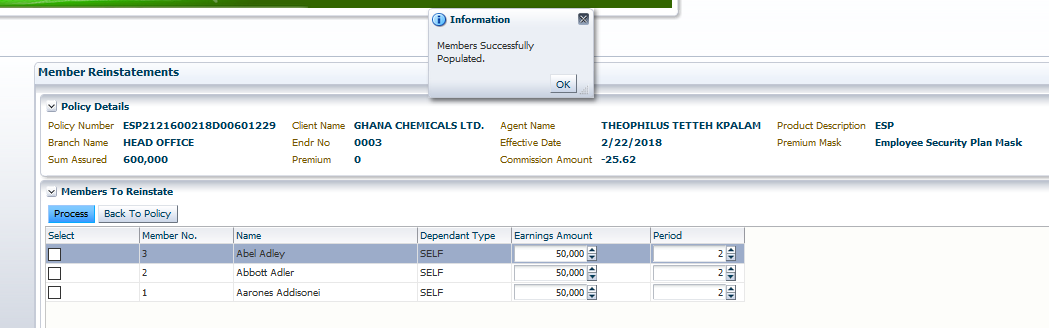 Information
Members Successfully
Populated.
OK
Member Reinstatements
Policy Details
Policy Number ESP2121600218D00601229 Client Name GHANA CHEMICALS LTD. Agent Name THEOPHILUS TETTEH KPALAM Product Description ESP
Branch Name HEAD OFFICE Endr No 0003 Effective Date 2/22/2018 Premium Mask Employee Security Plan Mask
Sum Assured 600,000 Premium 0 Commission Amount -25.62
Members To Reinstate
Process Back To Policy
Select Member No. Name Dependant Type Earnings Amount Period
3 Abel Adley SELF 50,000 2
2 Abbott Adler SELF 50,000 2
1 Aarones Addisonei SELF 50,000 2